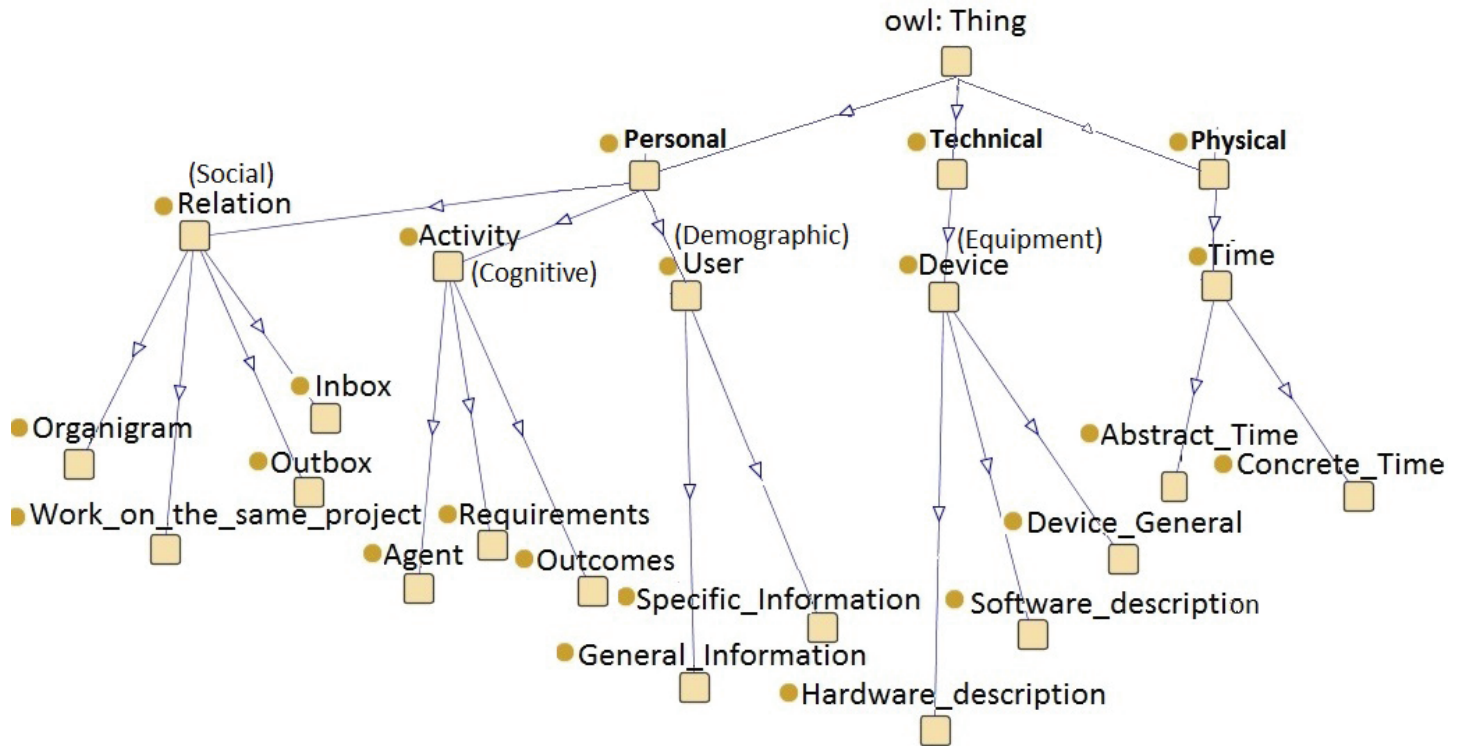 owl: Thing
Personal
Technical
Physical
(Social)
Relation
Activity
(Cognitive)
(Demographic)
User
(Equipment)
Device
Time
Inbox
Organigram
Outbox
Work_on_the_same_project
Requirements
Agent
Outcomes
Specific_Information
General_Information
Abstract_Time
Concrete_Time
Device_General
Software_description
Hardware_description